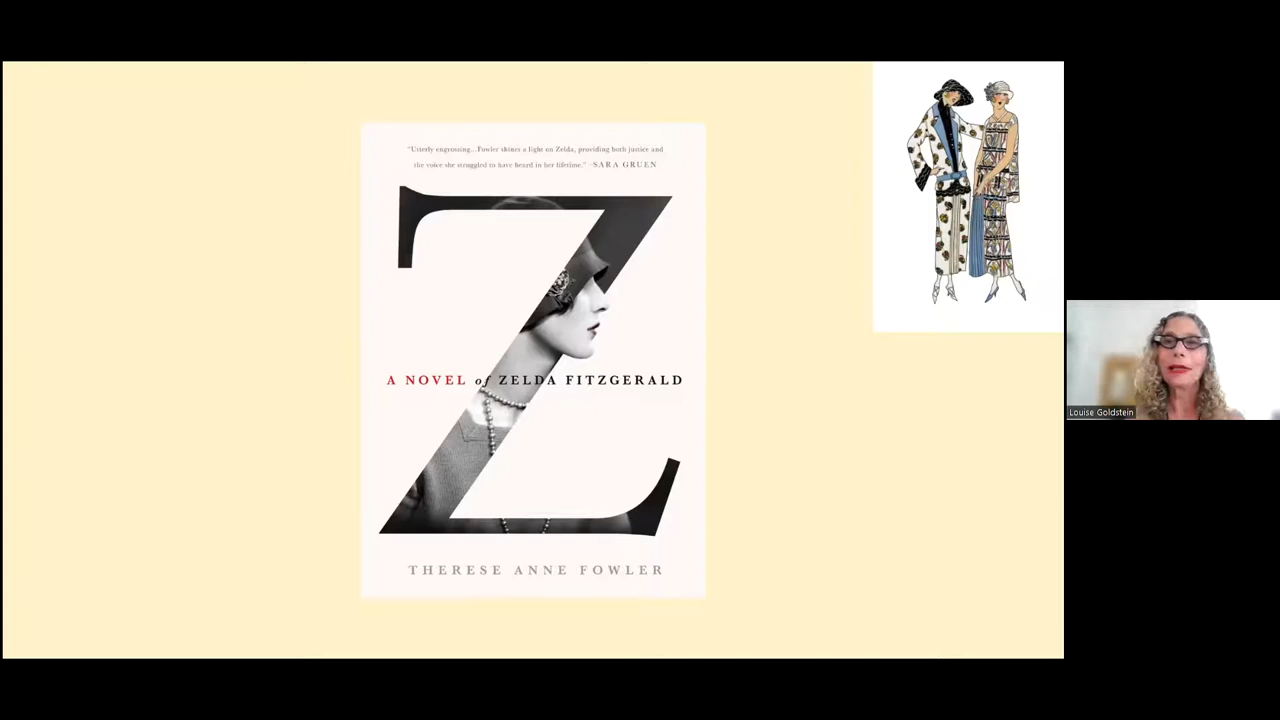 "Utterly engrossing...Fowler shines a light on Zelda, providing both justice and
the voice she struggled to have heard in her lifetime." –SARA GRUEN
Z
A NOVEL of ZELDA FITZGERALD
THERESE ANNE FOWLER
Louise Goldstein